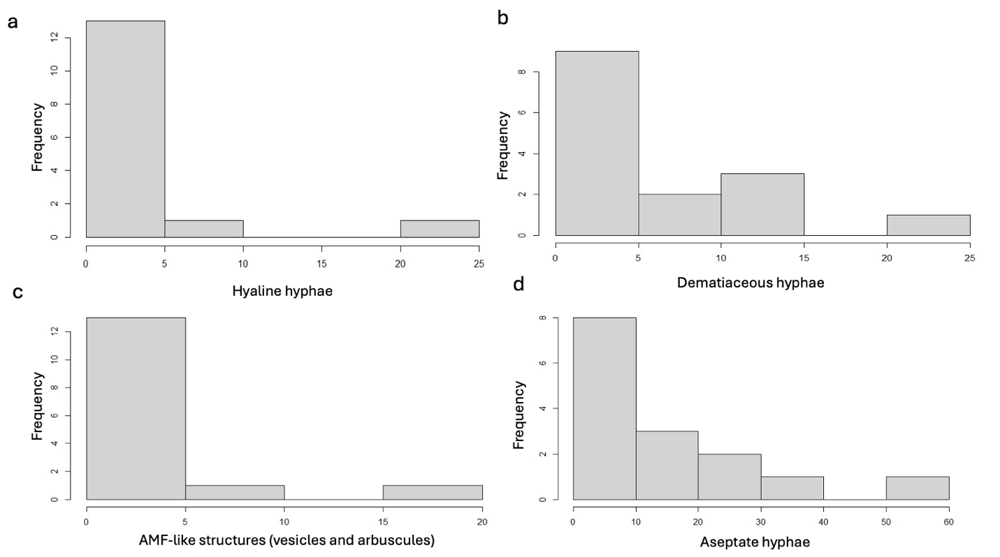 a
Frequency
0 2 4 6 8 10 12
0 5 10 15 20 25
Hyaline hyphae
b
Frequency
0 2 4 6 8
0 5 10 15 20 25
Dematiaceous hyphae
c
Frequency
0 2 4 6 8 10 12
0 5 10 15 20
AMF-like structures (vesicles and arbuscules)
d
Frequency
0 2 4 6 8
0 10 20 30 40 50 60
Aseptate hyphae